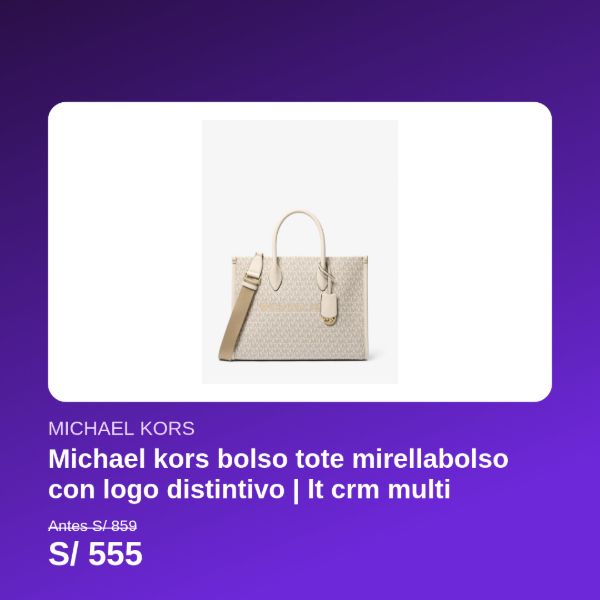 MICHAEL KORS
Michael kors bolso tote mirellabolso
con logo distintivo | lt crm multi
Antes S/ 859
S/ 555